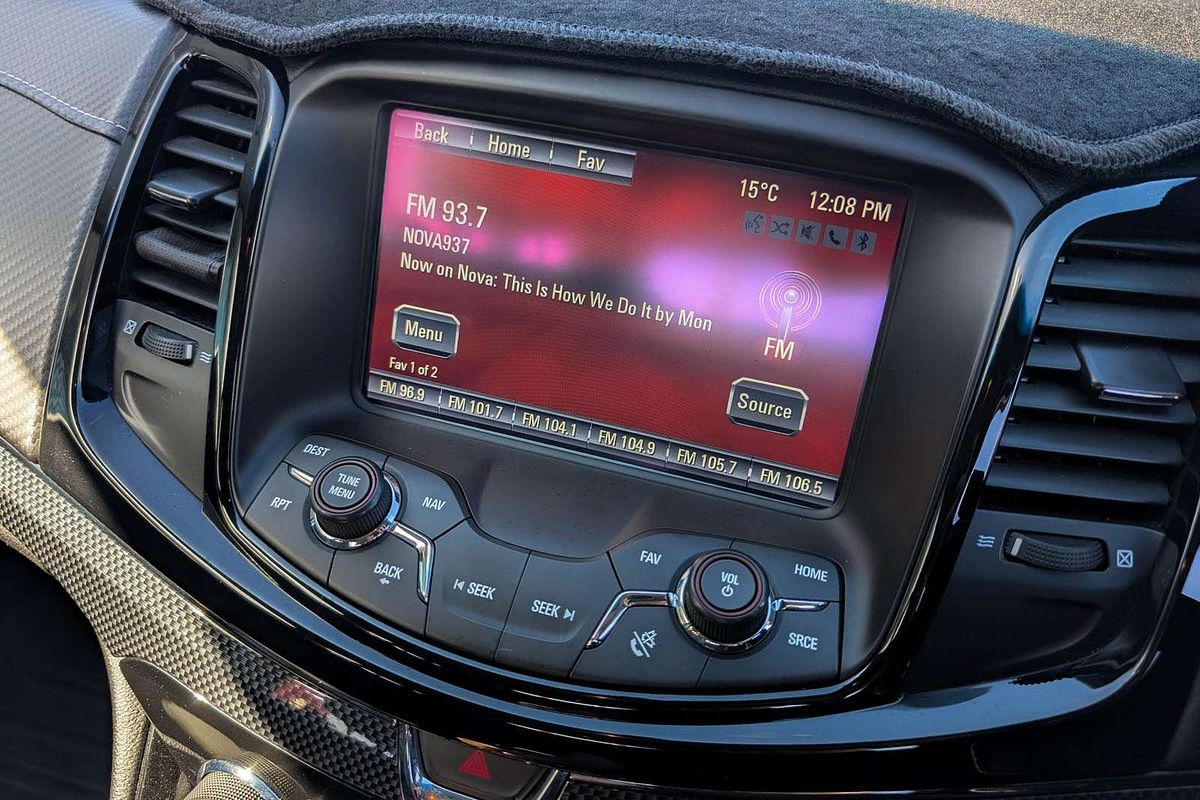 Back Home Fav
15°C 12:08 PM
FM 93.7
NOVA937
Now on Nova: This Is How We Do It by Mon
FM
Menu
Source
Fav 1 of 2
FM 96.9 FM 101.7 FM 104.1 FM 104.9 FM 105.7 FM 106.5
DEST
TUNE
MENU
NAV
RPT
BACK
SEEK
SEEK
FAV
VOL
HOME
SRCE